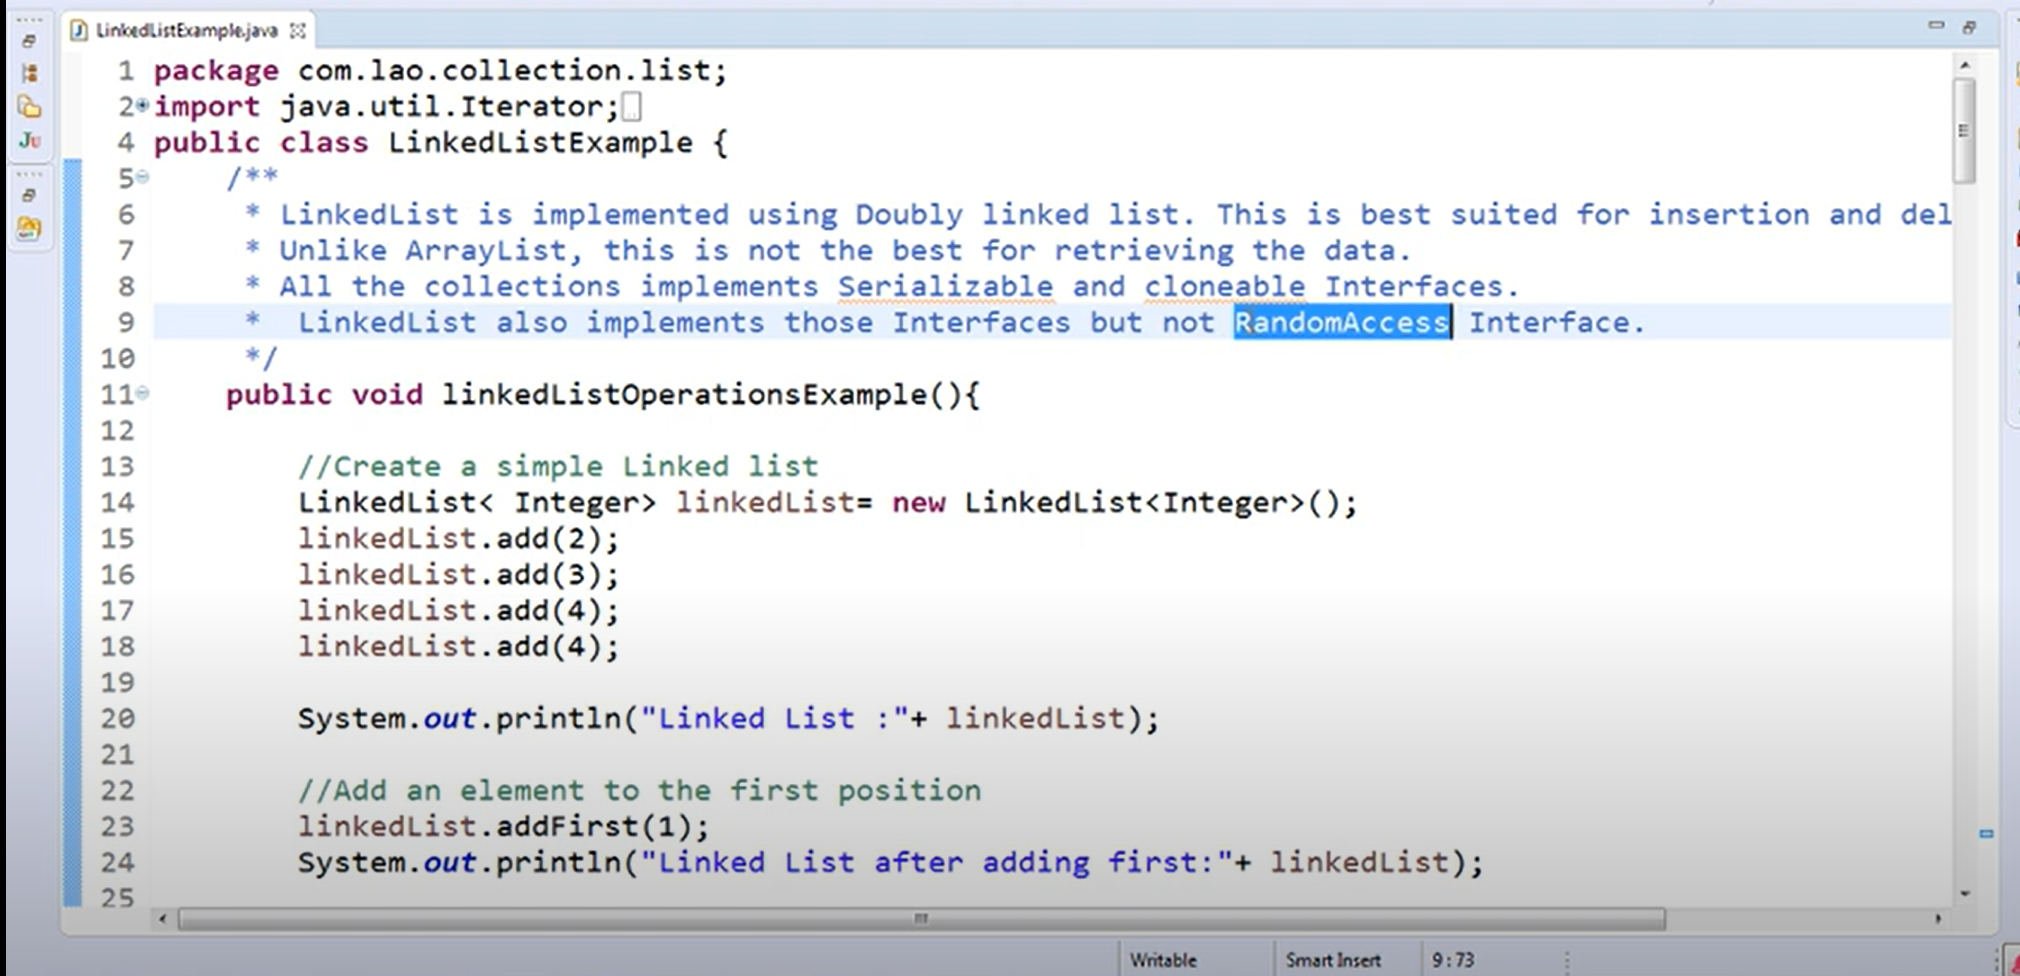 LinkedListExample.java
1 package com.lao.collection.list;
2 import java.util.Iterator;
4 public class LinkedListExample {
5 /**
6 * LinkedList is implemented using Doubly linked list. This is best suited for insertion and del
7 * Unlike ArrayList, this is not the best for retrieving the data.
8 * All the collections implements Serializable and cloneable Interfaces.
9 *  LinkedList also implements those Interfaces but not RandomAccess Interface.
10 */
11 public void linkedListOperationsExample(){
12
13 //Create a simple Linked list
14 LinkedList< Integer> linkedList= new LinkedList<Integer>();
15 linkedList.add(2);
16 linkedList.add(3);
17 linkedList.add(4);
18 linkedList.add(4);
19
20 System.out.println("Linked List :"+ linkedList);
21
22 //Add an element to the first position
23 linkedList.addFirst(1);
24 System.out.println("Linked List after adding first:"+ linkedList);
25
Writable Smart Insert 9 : 73